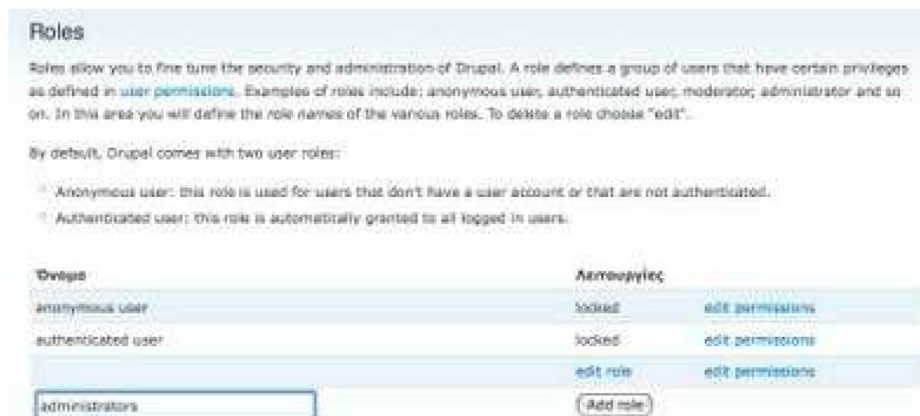 Roles
Roles allow you to fine tune the security and administration of Drupal. A role defines a group of users that have certain privileges
as defined in user permissions. Examples of roles include: anonymous user, authenticated user, moderator, administrator and so
on. In this area you will define the role names of the various roles. To delete a role choose "edit".
By default, Drupal comes with two user roles:
Anonymous user: this role is used for users that don't have a user account or that are not authenticated.
Authenticated user: this role is automatically granted to all logged in users.
Όνομα Λειτουργίες
anonymous user locked edit permissions
authenticated user locked edit permissions
edit role edit permissions
administrators Add role